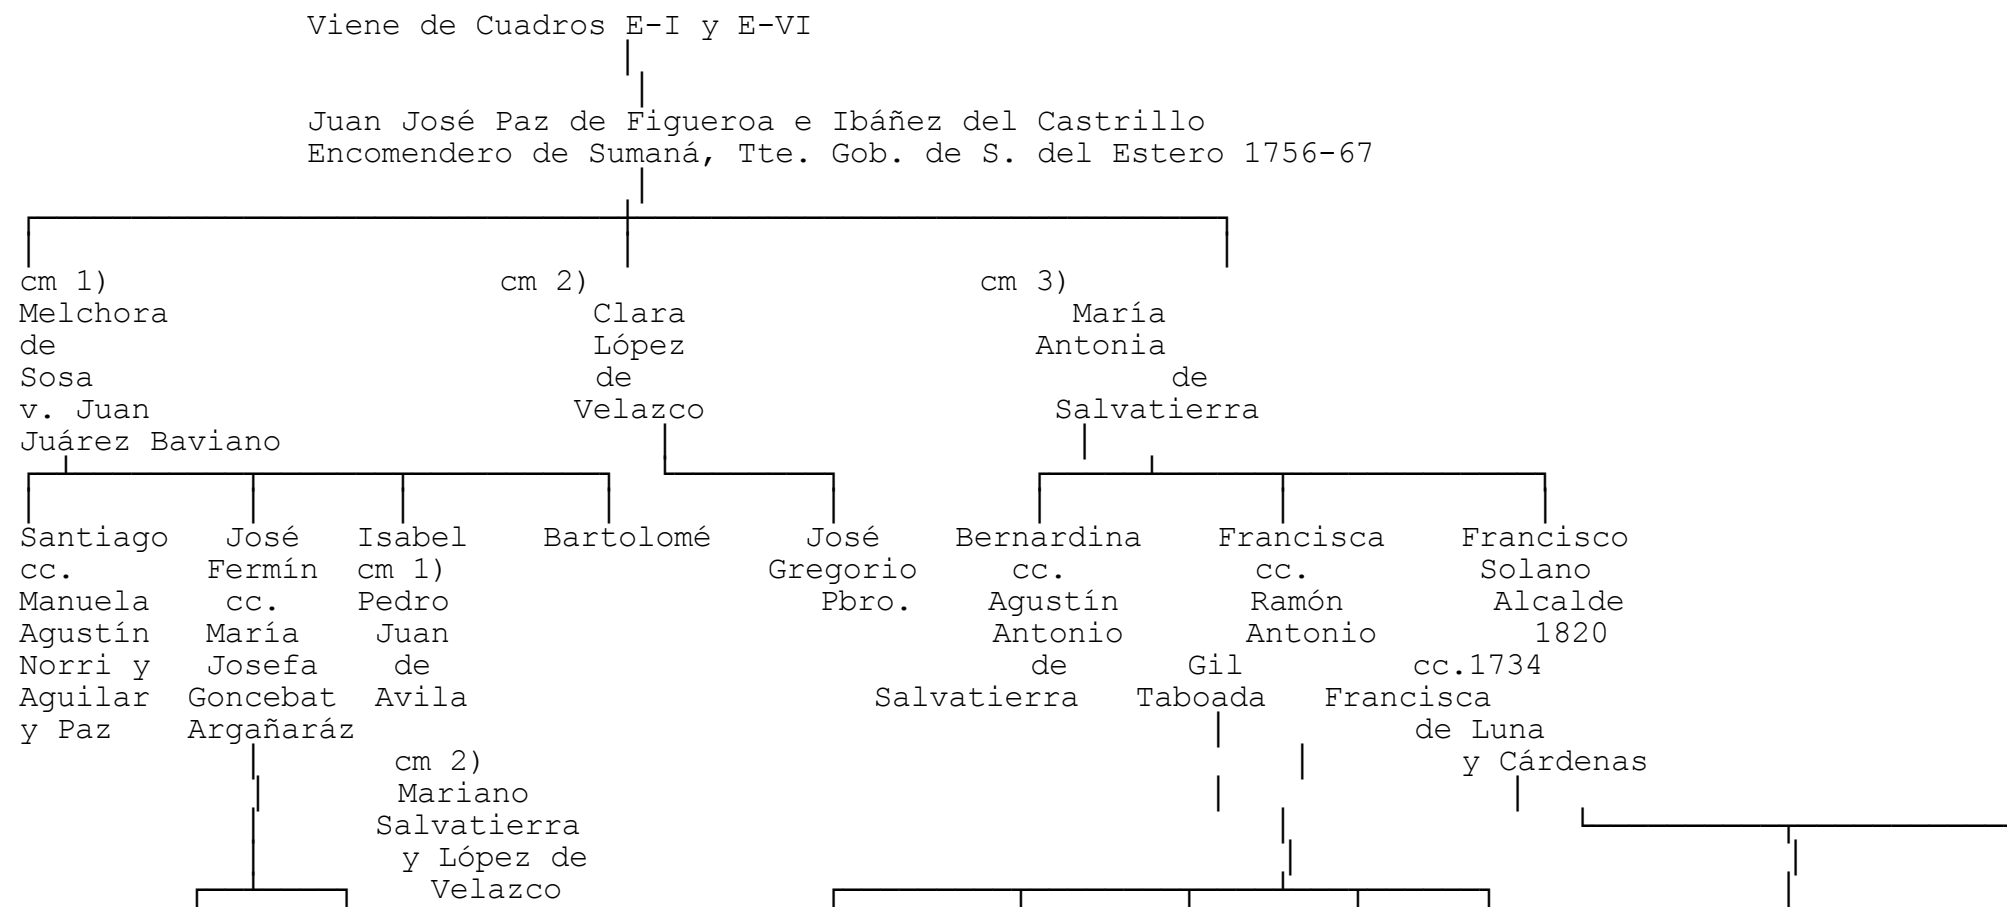 Viene de Cuadros E-I y E-VI
Juan José Paz de Figueroa e Ibáñez del Castrillo
Encomendero de Sumaná, Tte. Gob. de S. del Estero 1756-67
cm 1) cm 2) cm 3)
Melchora Clara María
de López Antonia
Sosa de de
v. Juan Velazco Salvatierra
Juárez Baviano
Santiago José Isabel Bartolomé José Bernardina Francisca Francisco
cc. Fermín cm 1) Gregorio cc. cc. Solano
Manuela cc. Pedro Pbro. Agustín Ramón Alcalde
Agustín María Juan Antonio Antonio 1820
Norri y Josefa de de Gil cc.1734
Aguilar Goncebat Avila Salvatierra Taboada Francisca
y Paz Argañaráz de Luna
cm 2) y Cárdenas
Mariano
Salvatierra
y López de
Velazco